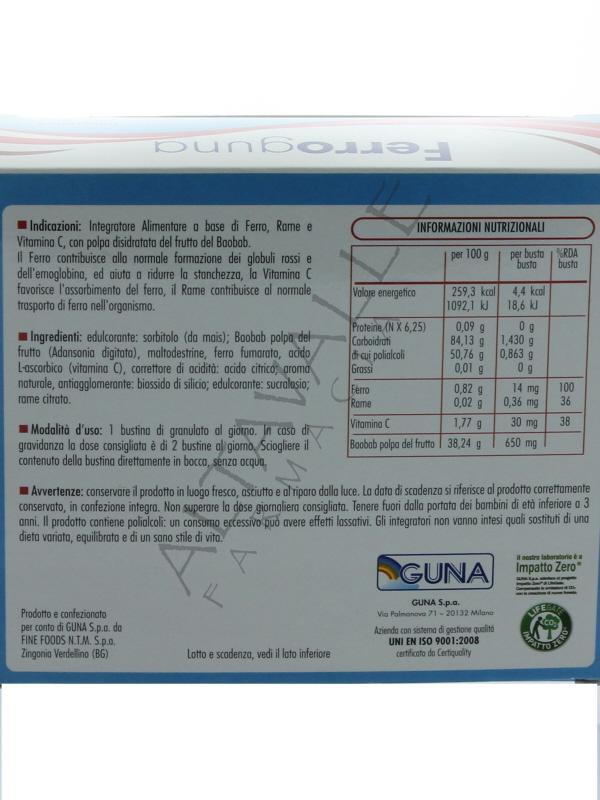 Ferroguna
Indicazioni: Integratore Alimentare a base di Ferro, Rame e
Vitamina C, con polpa disidratata del frutto del Baobab.
Il Ferro contribuisce alla normale formazione dei globuli rossi e
dell'emoglobina, ed aiuta a ridurre la stanchezza, la Vitamina C
favorisce l'assorbimento del ferro, il Rame contribuisce al normale
trasporto di ferro nell'organismo.
Ingredienti: edulcorante: sorbitolo (da mais); Baobab polpa del
frutto (Adansonia digitata), maltodestrine, ferro fumarato, acido
L-ascorbico (vitamina C), correttore di acidità: acido citrico, aroma
naturale, antiagglomerante: biossido di silicio; edulcorante: sucralosio;
rame citrato.
Modalità d'uso: 1 bustina di granulato al giorno. In caso di
gravidanza la dose consigliata è di 2 bustine al giorno. Sciogliere il
contenuto della bustina direttamente in bocca, senza acqua.
INFORMAZIONI NUTRIZIONALI
per 100 g per busta %RDA
busta busta
Valore energetico 259,3 kcal 4,4 kcal
1092,1 kJ 18,6 kJ
Proteine (N X 6,25) 0,09 g 0 g
Carboidrati 84,13 g 1,430 g
di cui polialcoli 50,76 g 0,863 g
Grassi 0,01 g 0 g
Ferro 0,82 g 14 mg 100
Rame 0,02 g 0,36 mg 36
Vitamina C 1,77 g 30 mg 38
Baobab polpa del frutto 38,24 g 650 mg
Avvertenze: conservare il prodotto in luogo fresco, asciutto e al riparo dalla luce. La data di scadenza si riferisce al prodotto correttamente
conservato, in confezione integra. Non superare la dose giornaliera consigliata. Tenere fuori dalla portata dei bambini di età inferiore a 3
anni. Il prodotto contiene polialcoli: un consumo eccessivo può avere effetti lassativi. Gli integratori non vanno intesi quali sostituti di una
dieta variata, equilibrata e di un sano stile di vita.
Prodotto e confezionato
per conto di GUNA S.p.a. da
FINE FOODS N.T.M. S.p.a.
Zingonia Verdellino (BG)
Lotto e scadenza, vedi il lato inferiore
GUNA
GUNA S.p.a.
Via Palmanova 71 – 20132 Milano
Azienda con sistema di gestione qualità
UNI EN ISO 9001:2008
certificato da Certiquality
Il nostro laboratorio è a
Impatto Zero®
LIFEGATE
CO2
IMPATTO ZERO
ALTAVALLE
FARMACIA